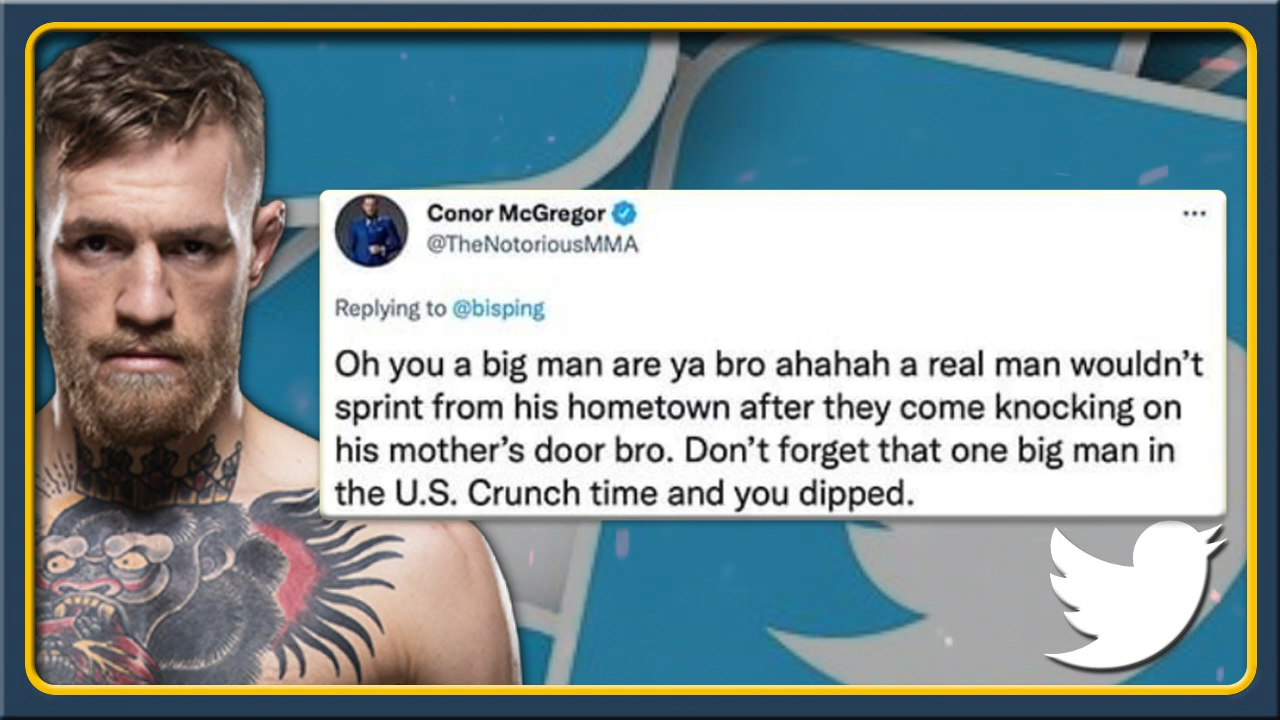 Conor McGregor
@TheNotoriousMMA
Replying to @bisping
Oh you a big man are ya bro ahahah a real man wouldn’t
sprint from his hometown after they come knocking on
his mother’s door bro. Don’t forget that one big man in
the U.S. Crunch time and you dipped.